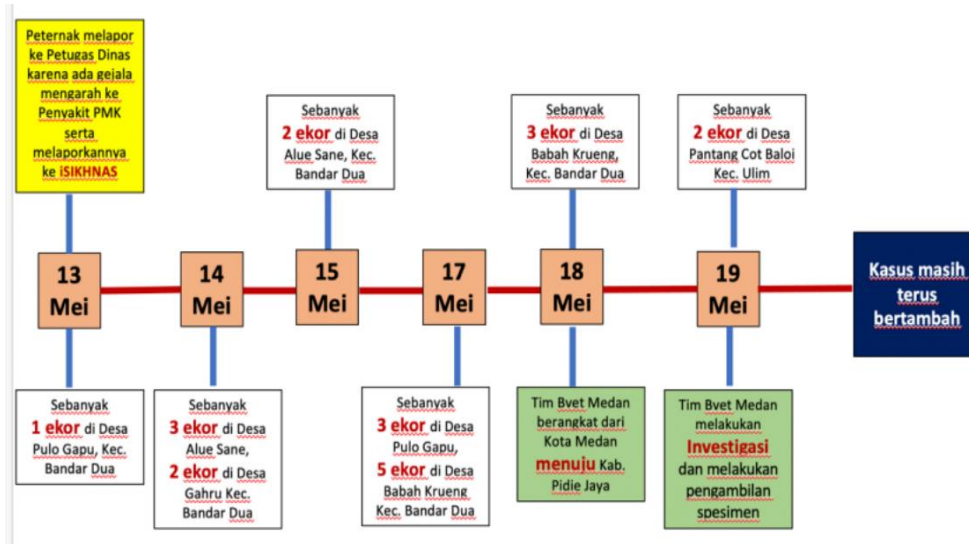 Peternak melapor
ke Petugas Dinas
karena ada gejala
mengarah ke
Penyakit PMK
serta
melaporkannya
ke iSIKHNAS
Sebanyak
2 ekor di Desa
Alue Sane, Kec.
Bandar Dua
Sebanyak
3 ekor di Desa
Babah Krueng,
Kec. Bandar Dua
Sebanyak
2 ekor di Desa
Pantang Cot Baloi
Kec. Ulim
13
Mei
14
Mei
15
Mei
17
Mei
18
Mei
19
Mei
Kasus masih
terus
bertambah
Sebanyak
1 ekor di Desa
Pulo Gapu, Kec.
Bandar Dua
Sebanyak
3 ekor di Desa
Alue Sane,
2 ekor di Desa
Gahru Kec.
Bandar Dua
Sebanyak
3 ekor di Desa
Pulo Gapu,
5 ekor di Desa
Babah Krueng
Kec. Bandar Dua
Tim Bvet Medan
berangkat dari
Kota Medan
menuju Kab.
Pidie Jaya
Tim Bvet Medan
melakukan
Investigasi
dan melakukan
pengambilan
spesimen